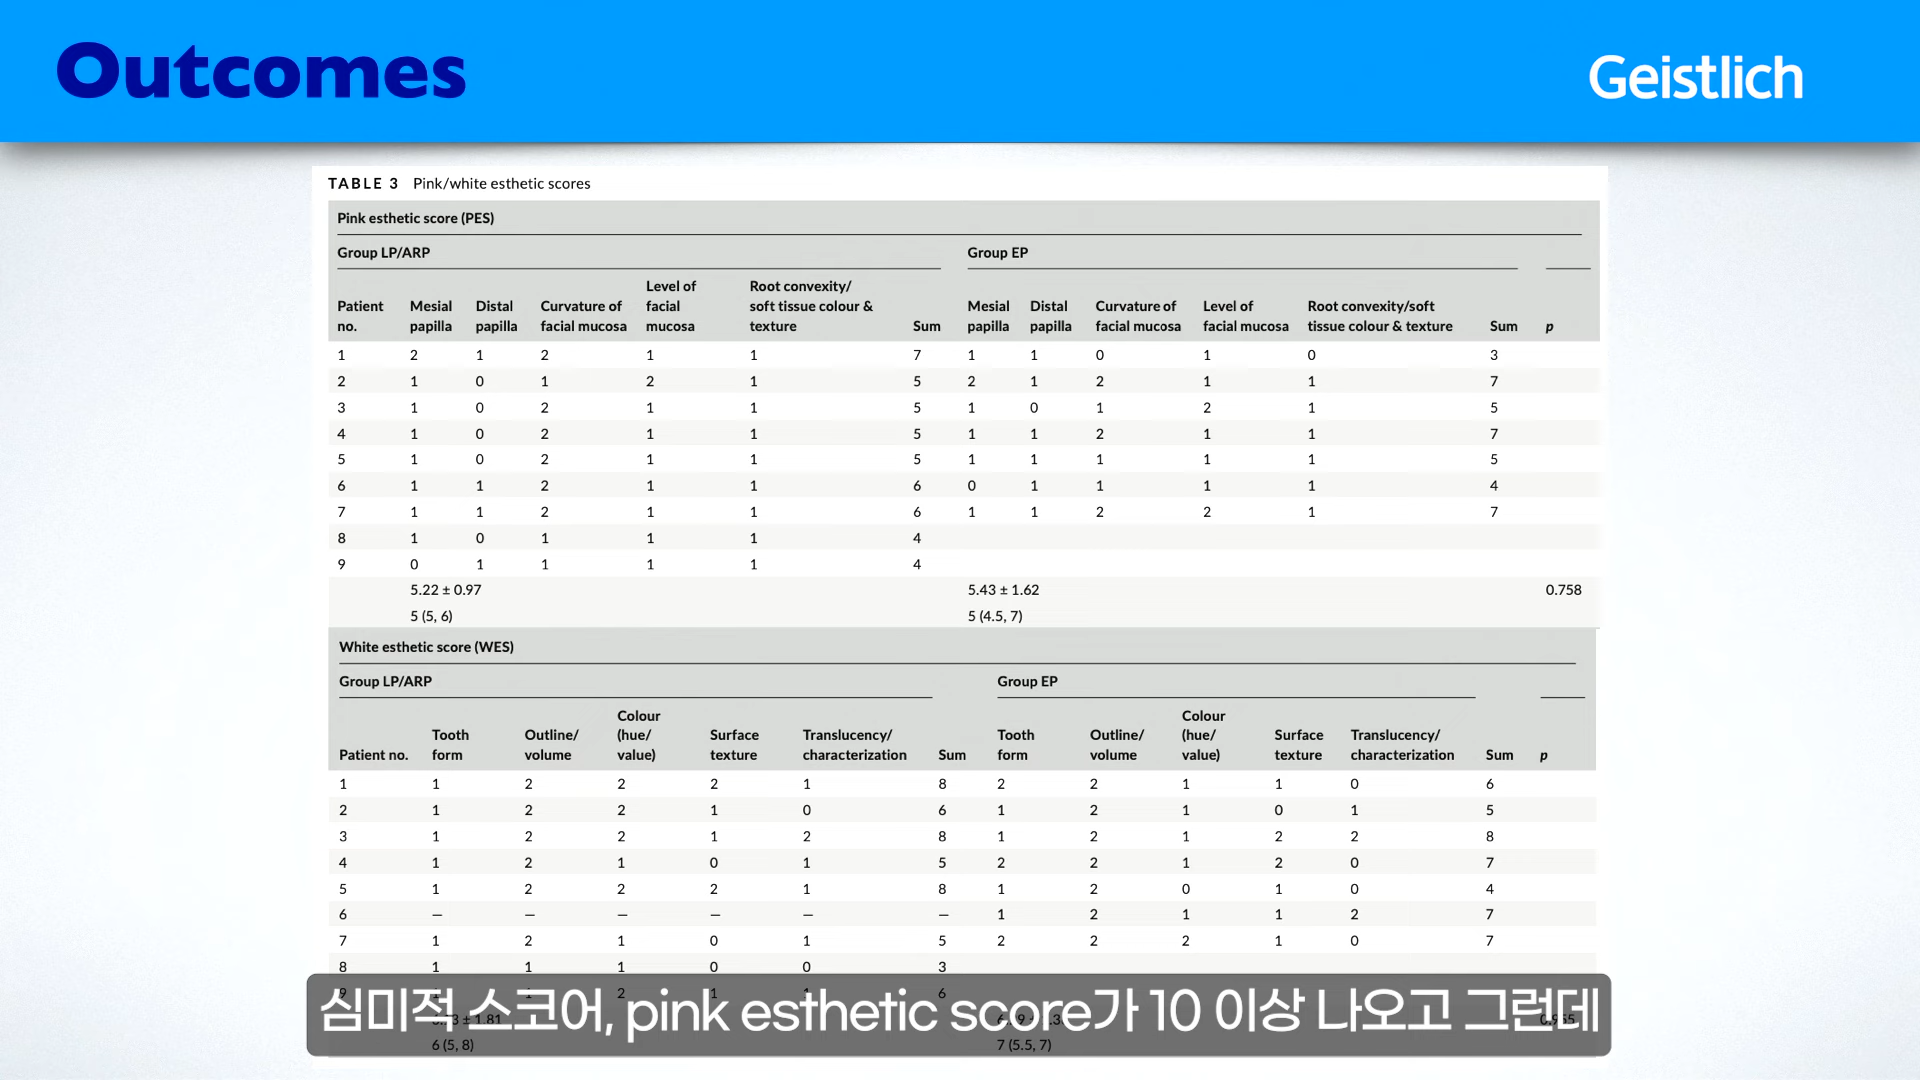 Outcomes
Geistlich
TABLE 3 Pink/white esthetic scores
Pink esthetic score (PES)
Group LP/ARP Group EP
Patient no. Mesial papilla Distal papilla Curvature of facial mucosa Level of facial mucosa Root convexity/ soft tissue colour & texture Sum Mesial papilla Distal papilla Curvature of facial mucosa Level of facial mucosa Root convexity/soft tissue colour & texture Sum p
1 2 1 2 1 1 7 1 1 0 1 0 3
2 1 0 1 2 1 5 2 1 2 1 1 7
3 1 0 2 1 1 5 1 0 1 2 1 5
4 1 0 2 1 1 5 1 1 2 1 1 7
5 1 0 2 1 1 5 1 1 1 1 1 5
6 1 1 2 1 1 6 0 1 1 1 1 4
7 1 1 2 1 1 6 1 1 2 2 1 7
8 1 0 1 1 1 4
9 0 1 1 1 1 4
5.22 ± 0.97 5.43 ± 1.62 0.758
5 (5, 6) 5 (4.5, 7)
White esthetic score (WES)
Group LP/ARP Group EP
Patient no. Tooth form Outline/ volume Colour (hue/ value) Surface texture Translucency/ characterization Sum Tooth form Outline/ volume Colour (hue/ value) Surface texture Translucency/ characterization Sum p
1 1 2 2 2 1 8 2 2 1 1 0 6
2 1 2 2 1 0 6 1 2 1 0 1 5
3 1 2 2 1 2 8 1 2 1 2 2 8
4 1 2 1 0 1 5 2 2 1 2 0 7
5 1 2 2 2 1 8 1 2 0 1 0 4
6 — — — — — — 1 2 1 1 2 7
7 1 2 1 0 1 5 2 2 2 1 0 7
8 1 1 1 0 0 3
9 2 6
심미적 스코어, pink esthetic score가 10 이상 나오고 그런데
6 (5, 8) 7 (5.5, 7)